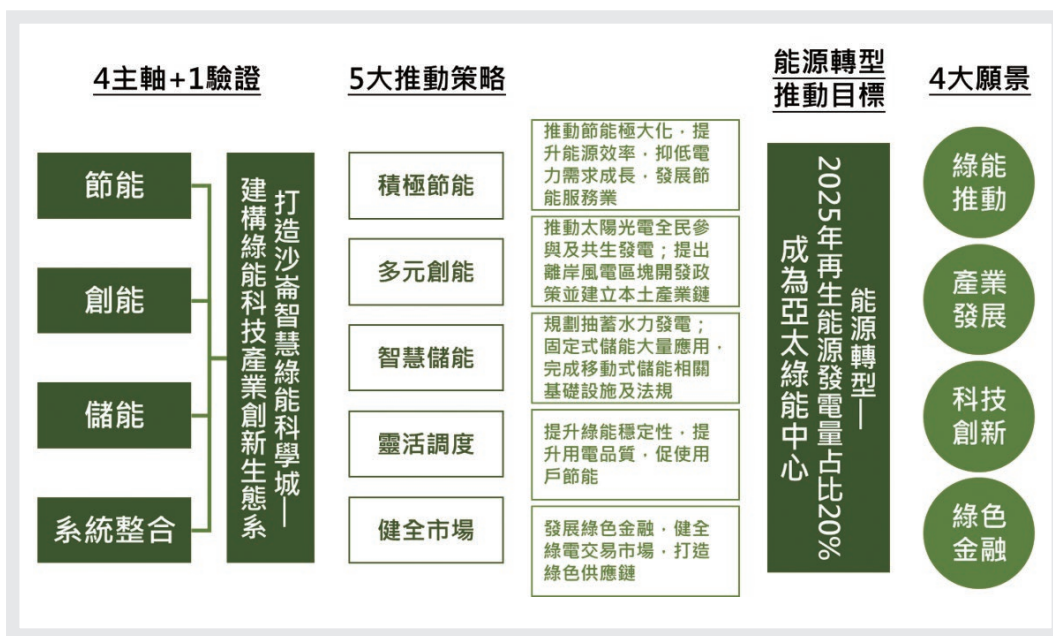 4主軸+1驗證
節能
創能
儲能
系統整合
打造沙崙智慧綠能科學城—
建構綠能科技產業創新生態系
5大推動策略
積極節能
推動節能極大化．提
升能源效率．抑低電
力需求成長．發展節
能服務業
多元創能
推動太陽光電全民參
與及共生發電；提出
離岸風電區塊開發政
策並建立本土產業鏈
智慧儲能
規劃抽蓄水力發電；
固定式儲能大量應用．
完成移動式儲能相關
基礎設施及法規
靈活調度
提升綠能穩定性．提
升用電品質．促使用
戶節能
健全市場
發展綠色金融．健全
綠電交易市場．打造
綠色供應鏈
能源轉型
推動目標
能源轉型—
2025年再生能源發電量占比20%
成為亞太綠能中心
4大願景
綠能
推動
產業
發展
科技
創新
綠色
金融